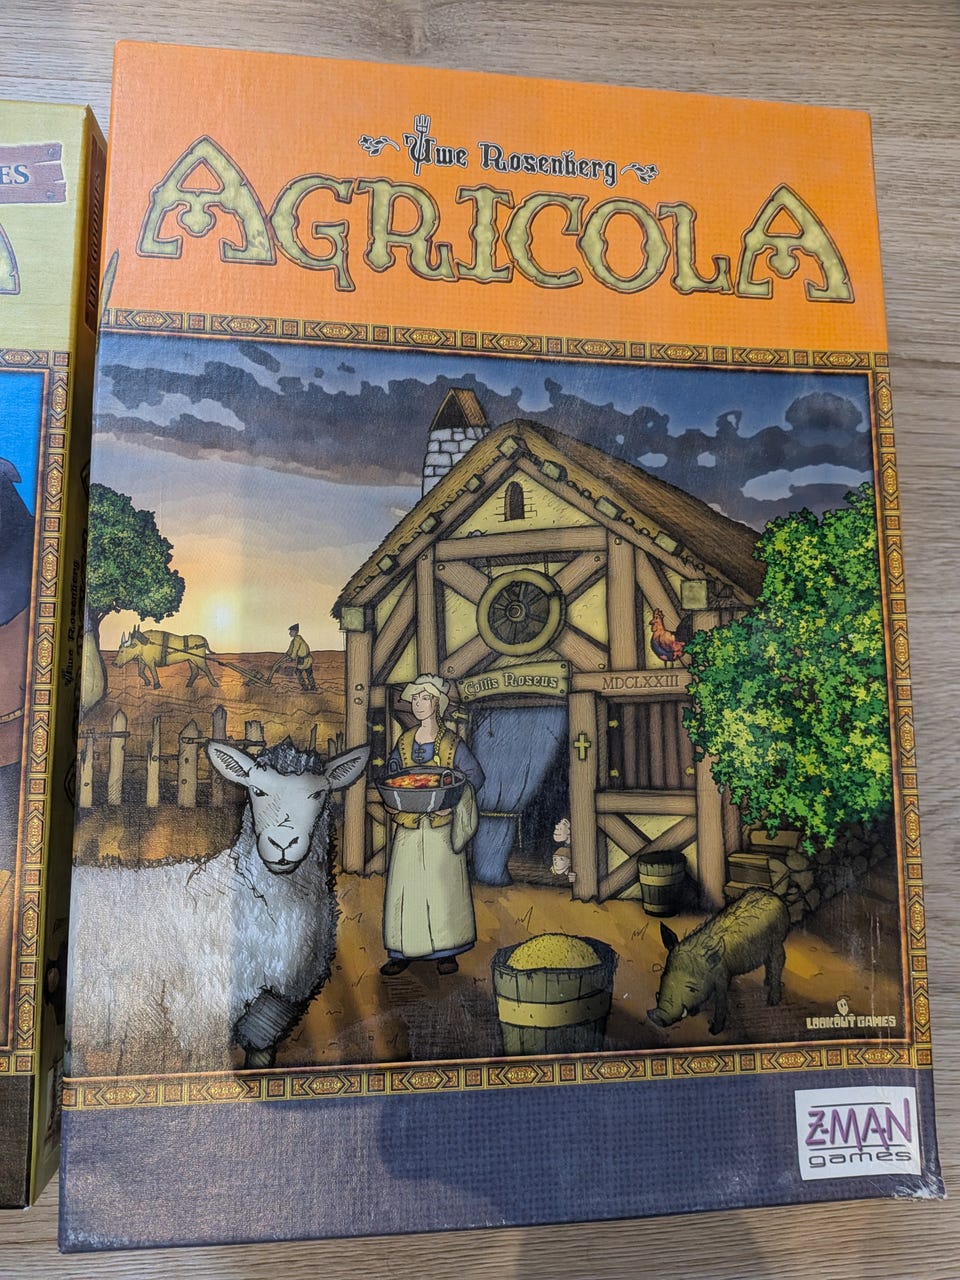 ES
Uwe Rosenberg
AGRICOLA
Collis Roseus
MDCLXXIII
LOOKOUT GAMES
Z-MAN
games
Uwe Rosenberg